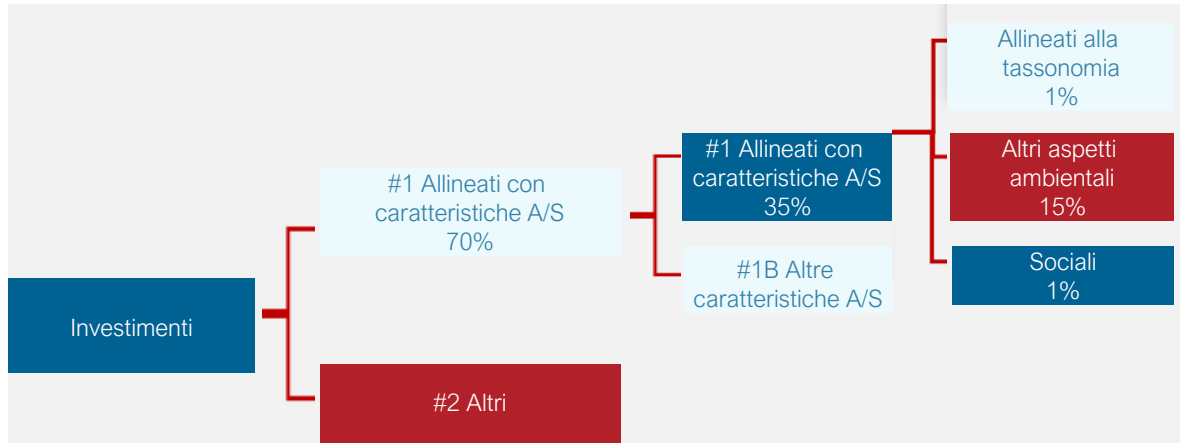 Investimenti
#1 Allineati con
caratteristiche A/S
70%
#2 Altri
#1 Allineati con
caratteristiche A/S
35%
#1B Altre
caratteristiche A/S
Allineati alla
tassonomia
1%
Altri aspetti
ambientali
15%
Sociali
1%